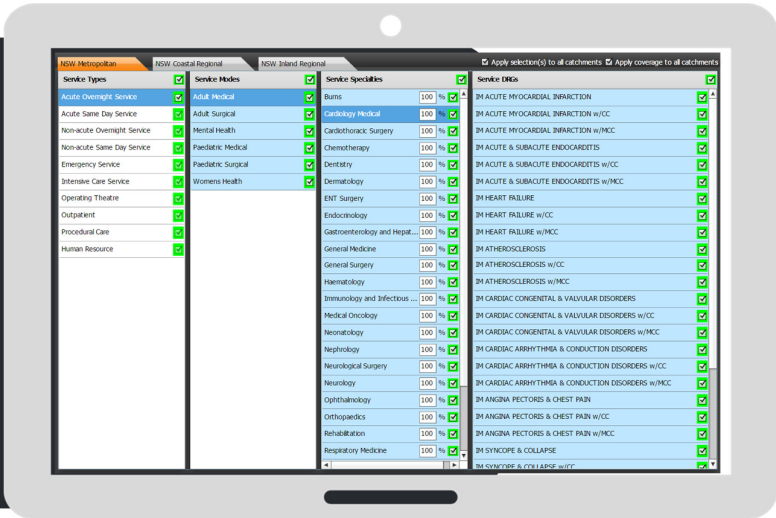 NSW Metropolitan
NSW Coastal Regional
NSW Inland Regional
Apply selection(s) to all catchments
Apply coverage to all catchments
Service Types
Acute Overnight Service
Acute Same Day Service
Non-acute Overnight Service
Non-acute Same Day Service
Emergency Service
Intensive Care Service
Operating Theatre
Outpatient
Procedural Care
Human Resource
Service Modes
Adult Medical
Adult Surgical
Mental Health
Paediatric Medical
Paediatric Surgical
Womens Health
Service Specialties
Burns 100 %
Cardiology Medical 100 %
Cardiothoracic Surgery 100 %
Chemotherapy 100 %
Dentistry 100 %
Dermatology 100 %
ENT Surgery 100 %
Endocrinology 100 %
Gastroenterology and Hepat... 100 %
General Medicine 100 %
General Surgery 100 %
Haematology 100 %
Immunology and Infectious ... 100 %
Medical Oncology 100 %
Neonatology 100 %
Nephrology 100 %
Neurological Surgery 100 %
Neurology 100 %
Ophthalmology 100 %
Orthopaedics 100 %
Rehabilitation 100 %
Respiratory Medicine 100 %
Service DRGs
IM ACUTE MYOCARDIAL INFARCTION
IM ACUTE MYOCARDIAL INFARCTION w/CC
IM ACUTE MYOCARDIAL INFARCTION w/MCC
IM ACUTE & SUBACUTE ENDOCARDITIS
IM ACUTE & SUBACUTE ENDOCARDITIS w/CC
IM ACUTE & SUBACUTE ENDOCARDITIS w/MCC
IM HEART FAILURE
IM HEART FAILURE w/CC
IM HEART FAILURE w/MCC
IM ATHEROSCLEROSIS
IM ATHEROSCLEROSIS w/CC
IM ATHEROSCLEROSIS w/MCC
IM CARDIAC CONGENITAL & VALVULAR DISORDERS
IM CARDIAC CONGENITAL & VALVULAR DISORDERS w/CC
IM CARDIAC CONGENITAL & VALVULAR DISORDERS w/MCC
IM CARDIAC ARRHYTHMIA & CONDUCTION DISORDERS
IM CARDIAC ARRHYTHMIA & CONDUCTION DISORDERS w/CC
IM CARDIAC ARRHYTHMIA & CONDUCTION DISORDERS w/MCC
IM ANGINA PECTORIS & CHEST PAIN
IM ANGINA PECTORIS & CHEST PAIN w/CC
IM ANGINA PECTORIS & CHEST PAIN w/MCC
IM SYNCOPE & COLLAPSE
IM SYNCOPE & COLLAPSE w/CC